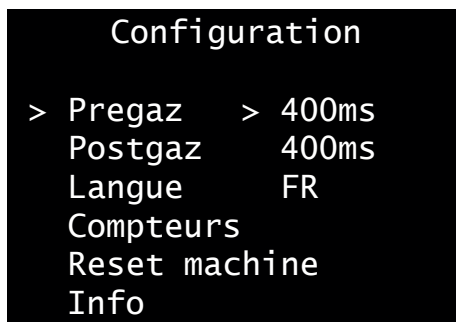 Configuration
> Pregaz > 400ms
Postgaz 400ms
Langue FR
Compteurs
Reset machine
Info